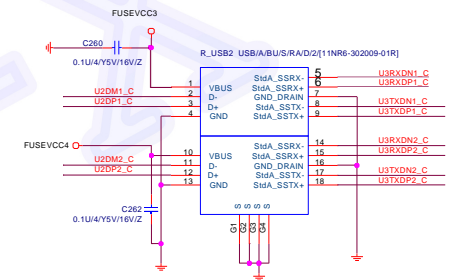 FUSEVCC3
C260
0.1U/4/Y5V/16V/Z
R_USB2 USB/A/BU/S/RA/D/2/[11NR6-302009-01R]
U2DM1_C
U2DP1_C
1 VBUS
2 D-
3 D+
4 GND
StdA_SSRX- 5 U3RXDN1_C
StdA_SSRX+ 6 U3RXDP1_C
GND_DRAIN 7
StdA_SSTX- 8 U3TXDN1_C
StdA_SSTX+ 9 U3TXDP1_C
FUSEVCC4
U2DM2_C
U2DP2_C
10 VBUS
11 D-
12 D+
13 GND
StdA_SSRX- 14 U3RXDN2_C
StdA_SSRX+ 15 U3RXDP2_C
GND_DRAIN 16
StdA_SSTX- 17 U3TXDN2_C
StdA_SSTX+ 18 U3TXDP2_C
C262
0.1U/4/Y5V/16V/Z
S S S S
G1 G2 G3 G4